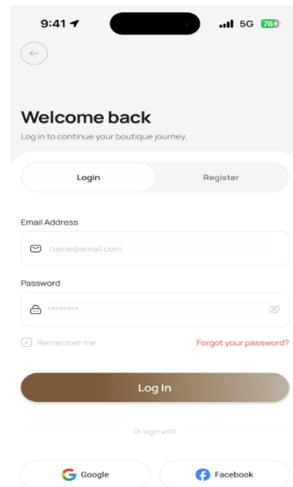 9:41 5G 78
Welcome back
Log in to continue your boutique journey.
Login Register
Email Address
name@email.com
Password
********
Remember me Forgot your password?
Log In
Or login with
Google Facebook